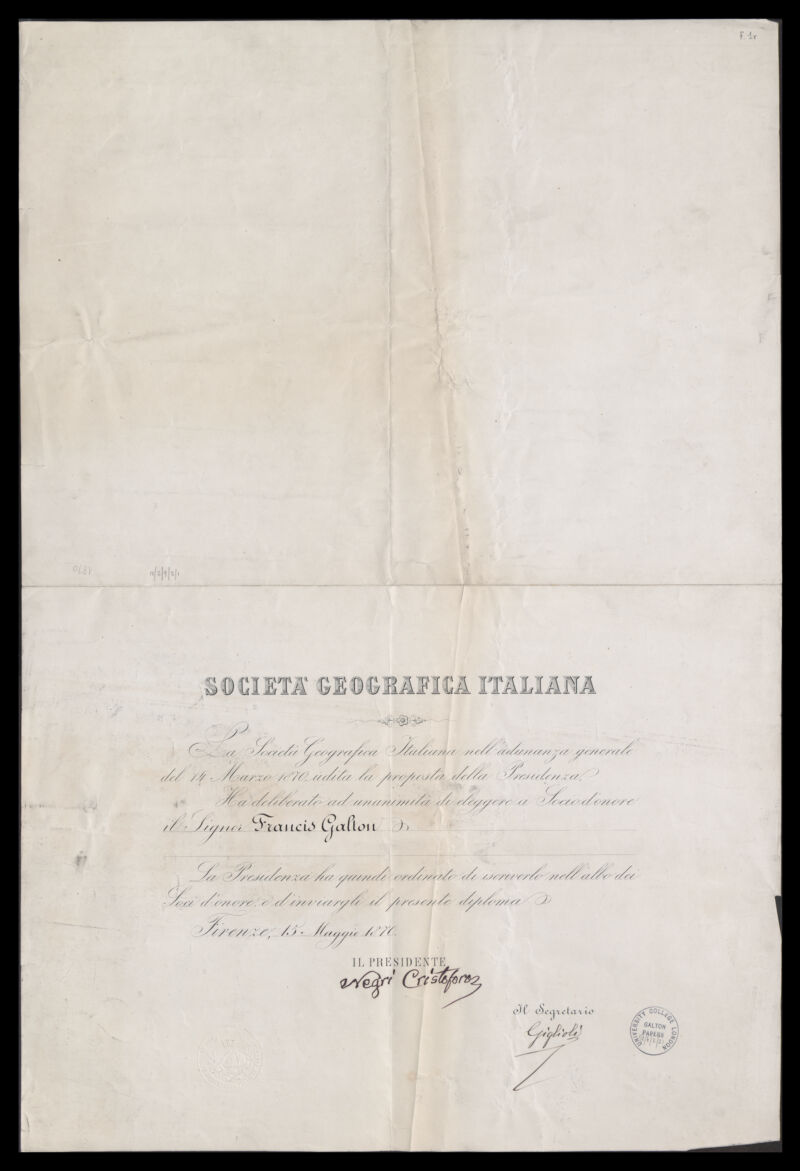 F. 1r
1870
SOCIETA' GEOGRAFICA ITALIANA
La Società Geografica Italiana nell'adunanza generale
del 14 Marzo 1870, udita la proposta della Presidenza
Ha deliberato ad unanimità di eleggere a Socio d'onore
il Signor Francis Galton
La Presidenza ha quindi ordinato di iscriverlo nell'albo dei
Soci d'onore e d'inviargli il presente diploma
Firenze, 15 Maggio 1870.
IL PRESIDENTE
Negri Cristoforo
Il Segretario
Giglioli
UNIVERSITY COLLEGE LONDON
GALTON
PAPERS